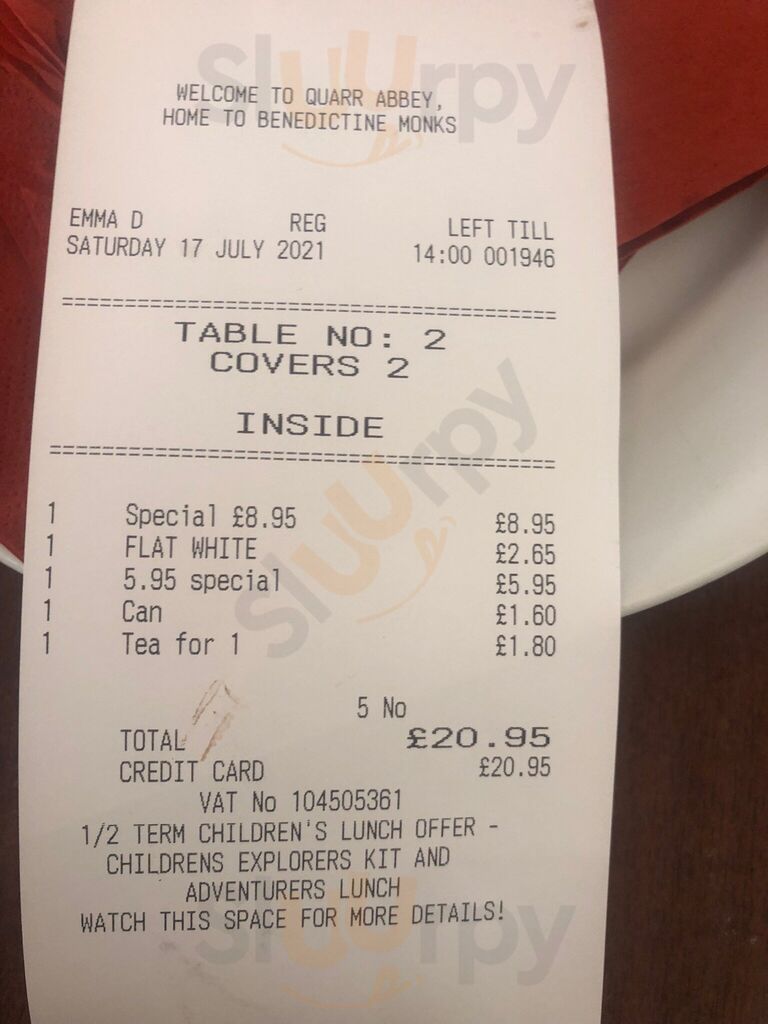 WELCOME TO QUARR ABBEY,
HOME TO BENEDICTINE MONKS
EMMA D REG LEFT TILL
SATURDAY 17 JULY 2021 14:00 001946
==================================================
TABLE NO: 2
COVERS 2
INSIDE
==================================================
1 Special £8.95 £8.95
1 FLAT WHITE £2.65
1 5.95 special £5.95
1 Can £1.60
1 Tea for 1 £1.80
5 No
TOTAL £20.95
CREDIT CARD £20.95
VAT No 104505361
1/2 TERM CHILDREN'S LUNCH OFFER -
CHILDRENS EXPLORERS KIT AND
ADVENTURERS LUNCH
WATCH THIS SPACE FOR MORE DETAILS!
sluurpy
sluurpy
sluurpy